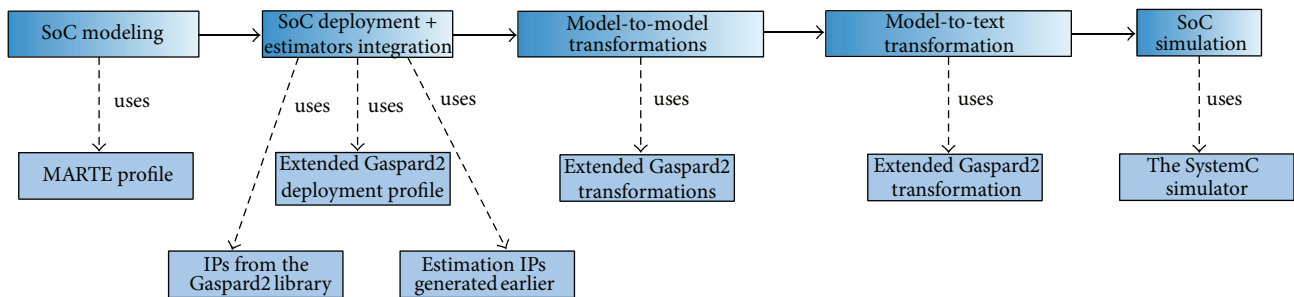 SoC modeling
SoC deployment +
estimators integration
Model-to-model
transformations
Model-to-text
transformation
SoC
simulation
uses
uses
uses
uses
uses
uses
uses
MARTE profile
Extended Gaspard2
deployment profile
Extended Gaspard2
transformations
Extended Gaspard2
transformation
The SystemC
simulator
IPs from the
Gaspard2 library
Estimation IPs
generated earlier